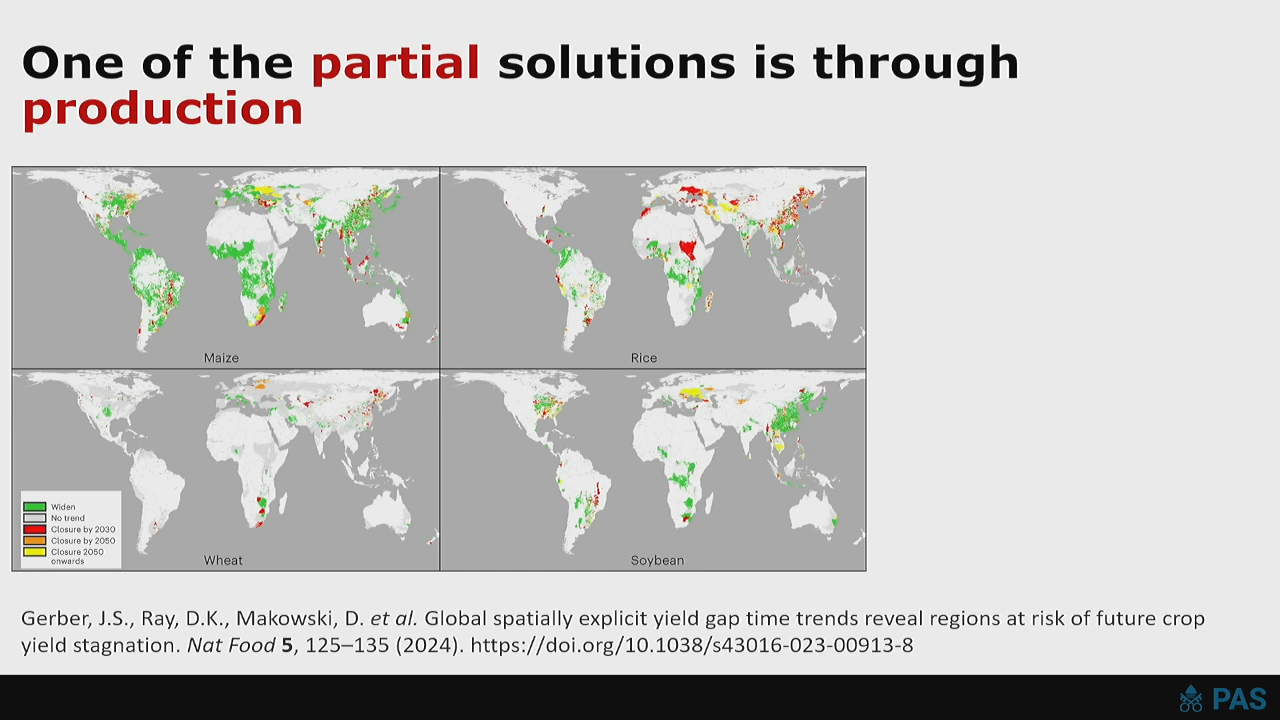 One of the partial solutions is through
production
Maize
Rice
Widen
No trend
Closure by 2030
Closure by 2050
Closure 2050
onwards
Wheat
Soybean
Gerber, J.S., Ray, D.K., Makowski, D. et al. Global spatially explicit yield gap time trends reveal regions at risk of future crop
yield stagnation. Nat Food 5, 125–135 (2024). https://doi.org/10.1038/s43016-023-00913-8
PAS